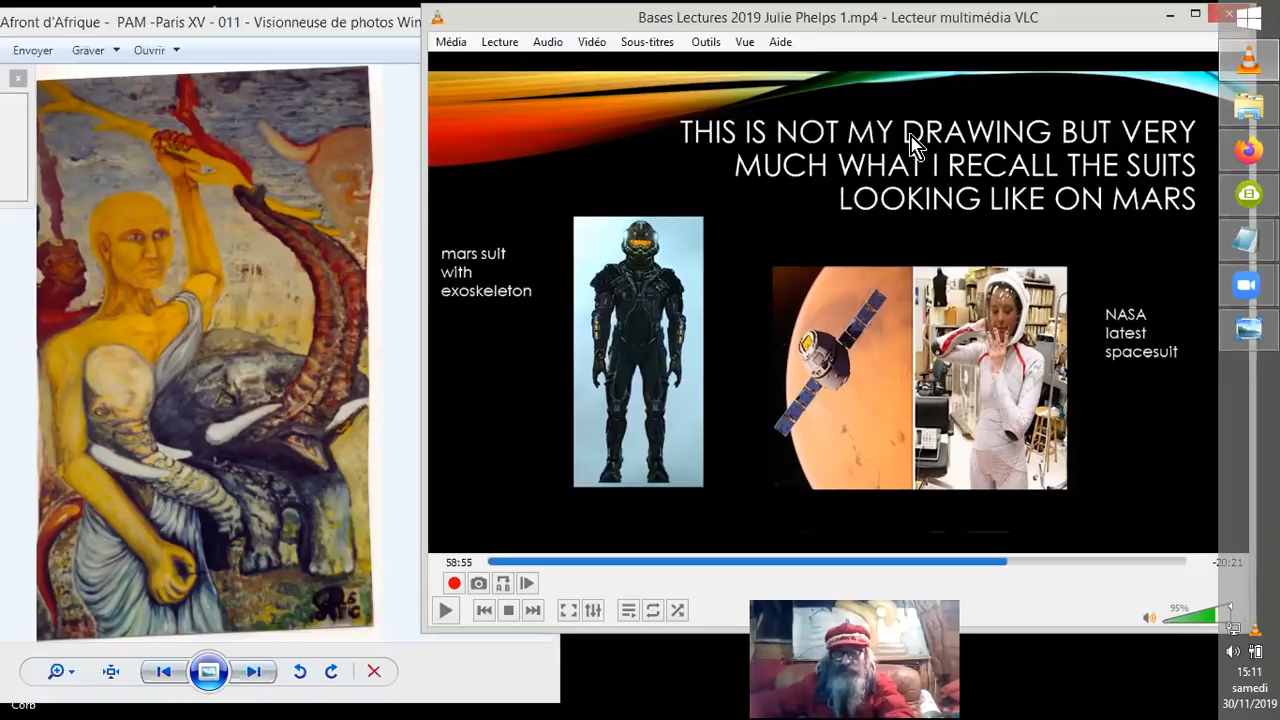 Afront d'Afrique - PAM -Paris XV - 011 - Visionneuse de photos Win
Envoyer Graver Ouvrir
Bases Lectures 2019 Julie Phelps 1.mp4 - Lecteur multimédia VLC
Média Lecture Audio Vidéo Sous-titres Outils Vue Aide
THIS IS NOT MY DRAWING BUT VERY
MUCH WHAT I RECALL THE SUITS
LOOKING LIKE ON MARS
mars suit
with
exoskeleton
NASA
latest
spacesuit
58:55
-20:21
95%
15:11
samedi
30/11/2019
Corb